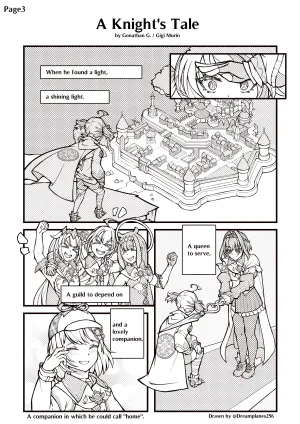 Page3
A Knight's Tale
by Gonathan G. / Gigi Murin
When he found a light,
a shining light.
A queen
to serve,
A guild to depend on
and a
lovely
companion.
A companion in which he could call "home".
Drawn by @Dreamplanes256